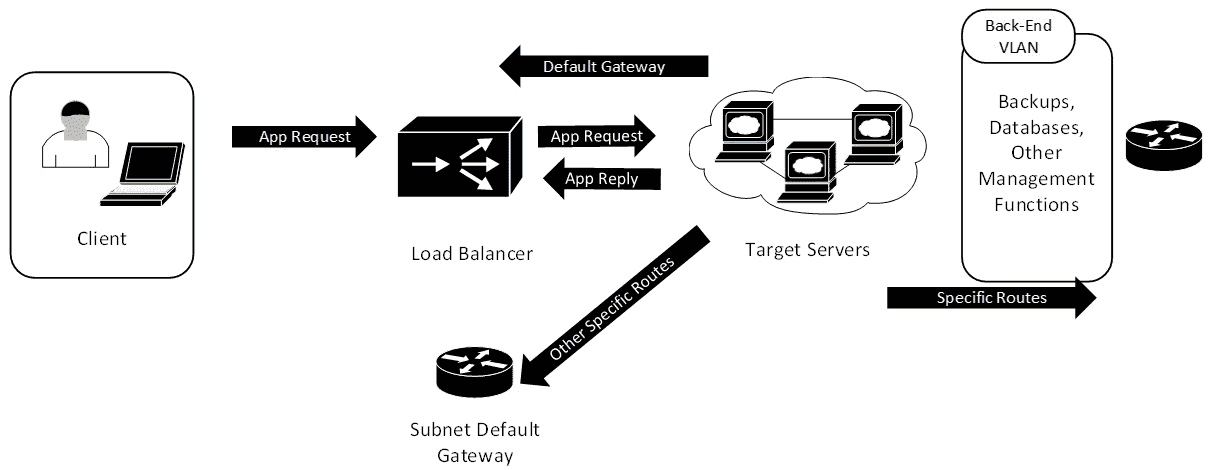 Back-End
VLAN
Default Gateway
Backups,
Databases,
Other
Management
Functions
App Request
App Request
App Reply
Client
Load Balancer
Target Servers
Other Specific Routes
Specific Routes
Subnet Default
Gateway